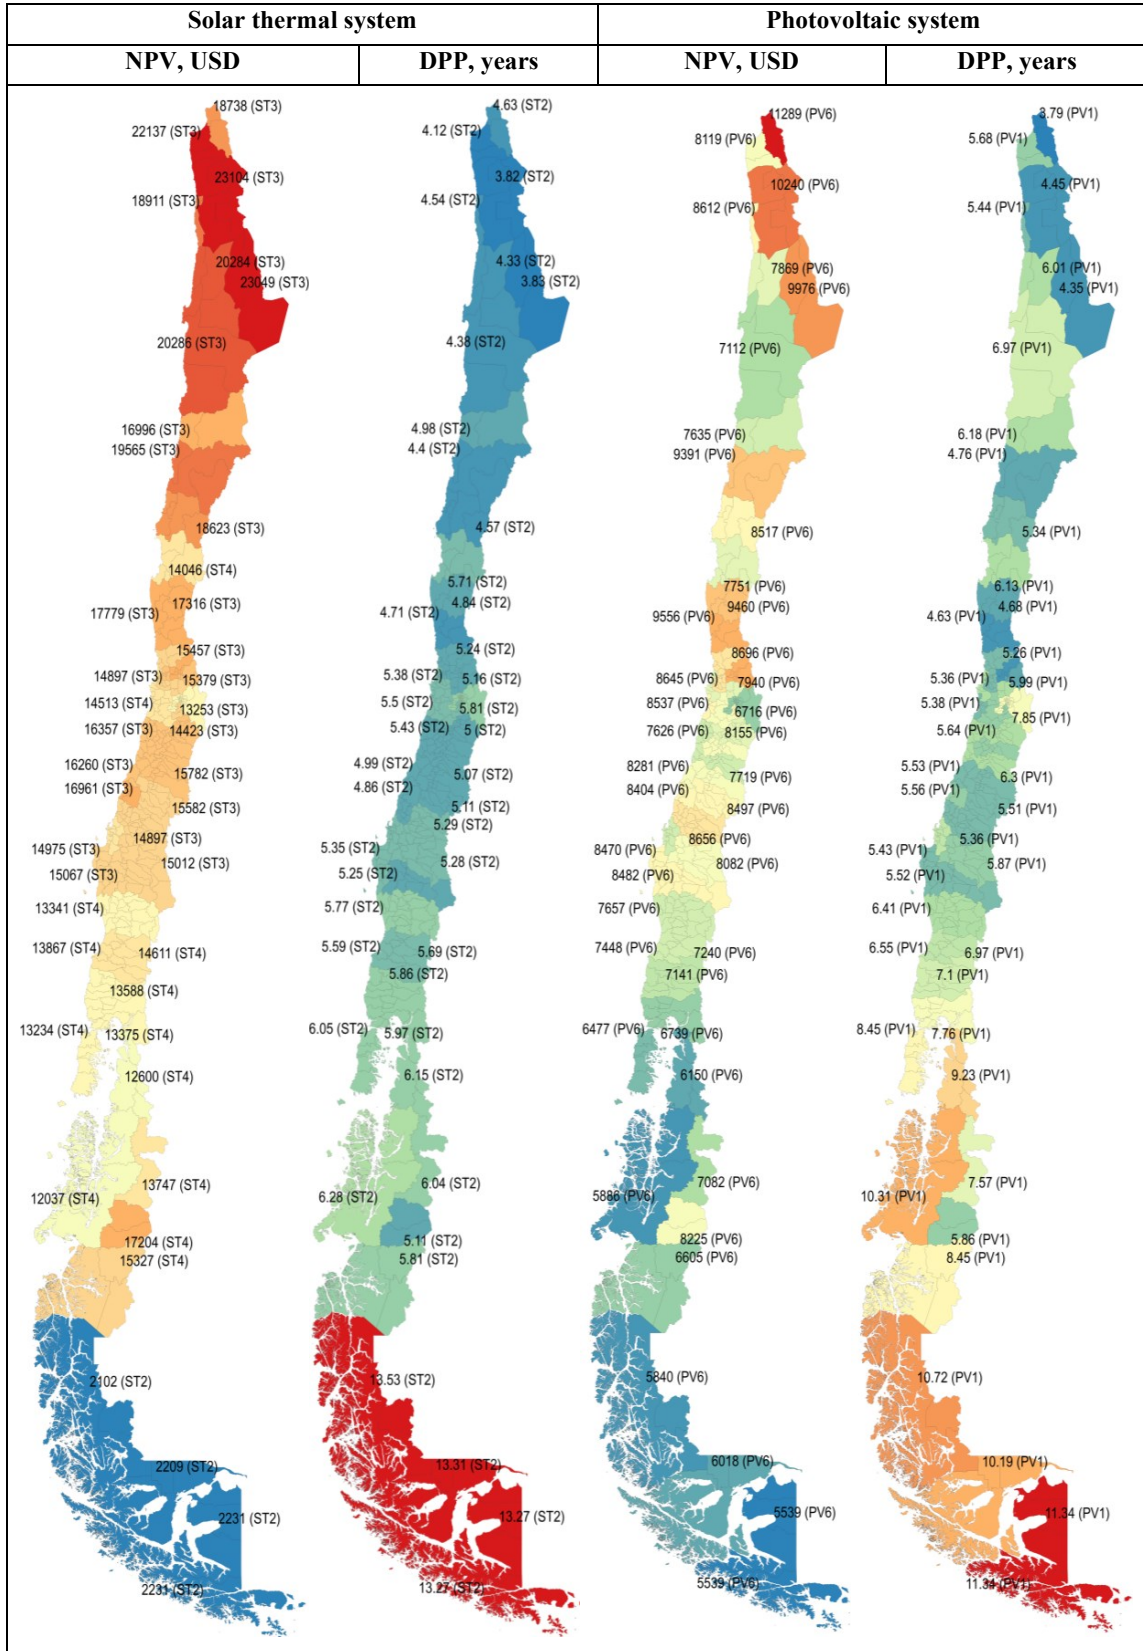 Solar thermal system
Photovoltaic system
NPV, USD
DPP, years
NPV, USD
DPP, years
18738 (ST3)
22137 (ST3)
23104 (ST3)
18911 (ST3)
20284 (ST3)
23049 (ST3)
20286 (ST3)
16996 (ST3)
19565 (ST3)
18623 (ST3)
14046 (ST4)
17316 (ST3)
17779 (ST3)
15457 (ST3)
14897 (ST3)
15379 (ST3)
14513 (ST4)
13253 (ST3)
16357 (ST3)
14423 (ST3)
16260 (ST3)
15782 (ST3)
16961 (ST3)
15582 (ST3)
14897 (ST3)
14975 (ST3)
15012 (ST3)
15067 (ST3)
13341 (ST4)
13867 (ST4)
14611 (ST4)
13588 (ST4)
13234 (ST4)
13375 (ST4)
12600 (ST4)
13747 (ST4)
12037 (ST4)
17204 (ST4)
15327 (ST4)
2102 (ST2)
2209 (ST2)
2231 (ST2)
2231 (ST2)
4.63 (ST2)
4.12 (ST2)
3.82 (ST2)
4.54 (ST2)
4.33 (ST2)
3.83 (ST2)
4.38 (ST2)
4.98 (ST2)
4.4 (ST2)
4.57 (ST2)
5.71 (ST2)
4.84 (ST2)
4.71 (ST2)
5.24 (ST2)
5.38 (ST2)
5.16 (ST2)
5.5 (ST2)
5.81 (ST2)
5.43 (ST2)
5 (ST2)
4.99 (ST2)
5.07 (ST2)
4.86 (ST2)
5.11 (ST2)
5.29 (ST2)
5.35 (ST2)
5.28 (ST2)
5.25 (ST2)
5.77 (ST2)
5.59 (ST2)
5.69 (ST2)
5.86 (ST2)
6.05 (ST2)
5.97 (ST2)
6.15 (ST2)
6.04 (ST2)
6.28 (ST2)
5.11 (ST2)
5.81 (ST2)
13.53 (ST2)
13.31 (ST2)
13.27 (ST2)
13.27 (ST2)
11289 (PV6)
8119 (PV6)
10240 (PV6)
8612 (PV6)
7869 (PV6)
9976 (PV6)
7112 (PV6)
7635 (PV6)
9391 (PV6)
8517 (PV6)
7751 (PV6)
9460 (PV6)
9556 (PV6)
8696 (PV6)
8645 (PV6)
7940 (PV6)
8537 (PV6)
6716 (PV6)
7626 (PV6)
8155 (PV6)
8281 (PV6)
7719 (PV6)
8404 (PV6)
8497 (PV6)
8656 (PV6)
8470 (PV6)
8082 (PV6)
8482 (PV6)
7657 (PV6)
7448 (PV6)
7240 (PV6)
7141 (PV6)
6477 (PV6)
6739 (PV6)
6150 (PV6)
7082 (PV6)
5886 (PV6)
8225 (PV6)
6605 (PV6)
5840 (PV6)
6018 (PV6)
5539 (PV6)
5539 (PV6)
3.79 (PV1)
5.68 (PV1)
4.45 (PV1)
5.44 (PV1)
6.01 (PV1)
4.35 (PV1)
6.97 (PV1)
6.18 (PV1)
4.76 (PV1)
5.34 (PV1)
6.13 (PV1)
4.68 (PV1)
4.63 (PV1)
5.26 (PV1)
5.36 (PV1)
5.99 (PV1)
5.38 (PV1)
7.85 (PV1)
5.64 (PV1)
5.53 (PV1)
6.3 (PV1)
5.56 (PV1)
5.51 (PV1)
5.36 (PV1)
5.43 (PV1)
5.87 (PV1)
5.52 (PV1)
6.41 (PV1)
6.55 (PV1)
6.97 (PV1)
7.1 (PV1)
8.45 (PV1)
7.76 (PV1)
9.23 (PV1)
7.57 (PV1)
10.31 (PV1)
5.86 (PV1)
8.45 (PV1)
10.72 (PV1)
10.19 (PV1)
11.34 (PV1)
11.34 (PV1)